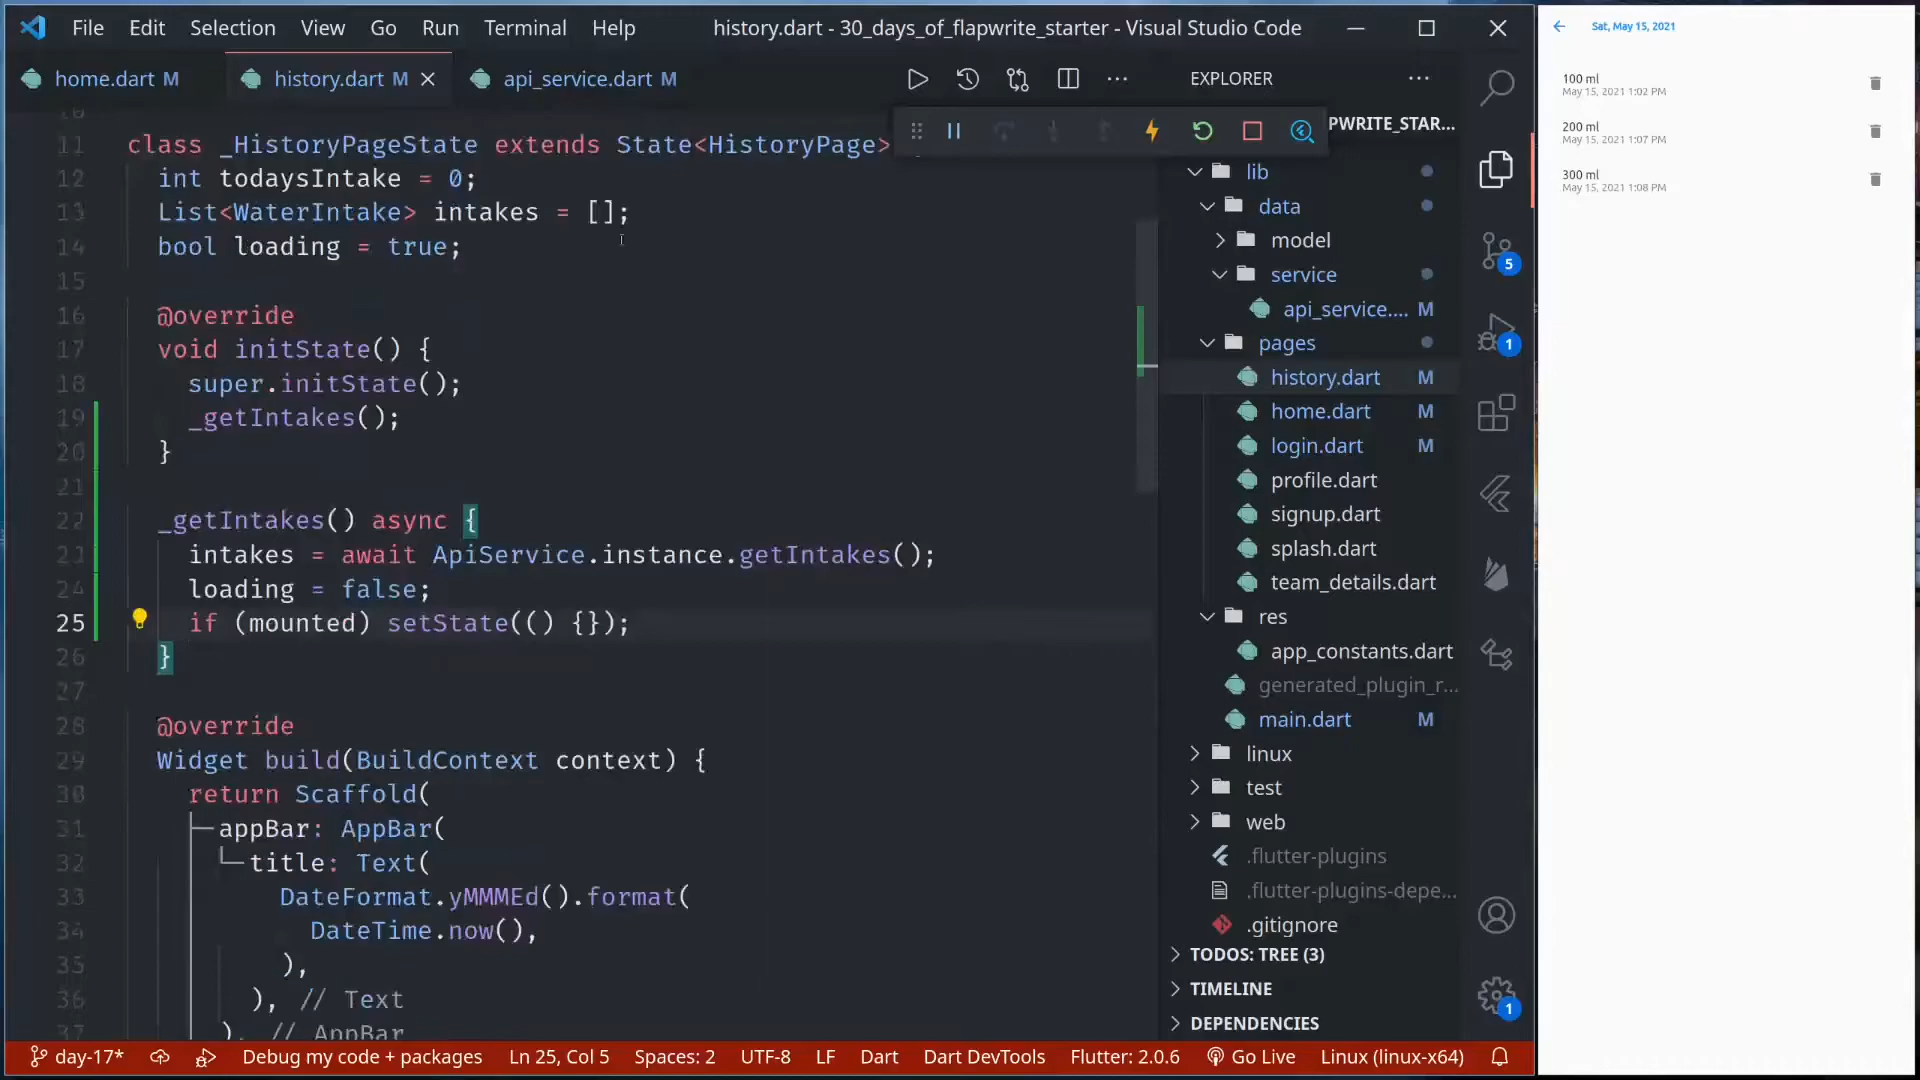 File Edit Selection View Go Run Terminal Help history.dart - 30_days_of_flapwrite_starter - Visual Studio Code
home.dart M history.dart M api_service.dart M
EXPLORER
PWRITE_STAR...
10
11 class _HistoryPageState extends State<HistoryPage>
12 int todaysIntake = 0;
13 List<WaterIntake> intakes = [];
14 bool loading = true;
15
16 @override
17 void initState() {
18 super.initState();
19 _getIntakes();
20 }
21
22 _getIntakes() async {
23 intakes = await ApiService.instance.getIntakes();
24 loading = false;
25 if (mounted) setState(() {});
26 }
27
28 @override
29 Widget build(BuildContext context) {
30 return Scaffold(
31 appBar: AppBar(
32 title: Text(
33 DateFormat.yMMMEd().format(
34 DateTime.now(),
35 ),
36 ), // Text
37 ), // AppBar
lib
data
model
service
api_service.... M
pages
history.dart M
home.dart M
login.dart M
profile.dart
signup.dart
splash.dart
team_details.dart
res
app_constants.dart
generated_plugin_r...
main.dart M
linux
test
web
.flutter-plugins
.flutter-plugins-depe...
.gitignore
TODOS: TREE (3)
TIMELINE
DEPENDENCIES
5
1
1
day-17* Debug my code + packages Ln 25, Col 5 Spaces: 2 UTF-8 LF Dart Dart DevTools Flutter: 2.0.6 Go Live Linux (linux-x64)
Sat, May 15, 2021
100 ml
May 15, 2021 1:02 PM
200 ml
May 15, 2021 1:07 PM
300 ml
May 15, 2021 1:08 PM